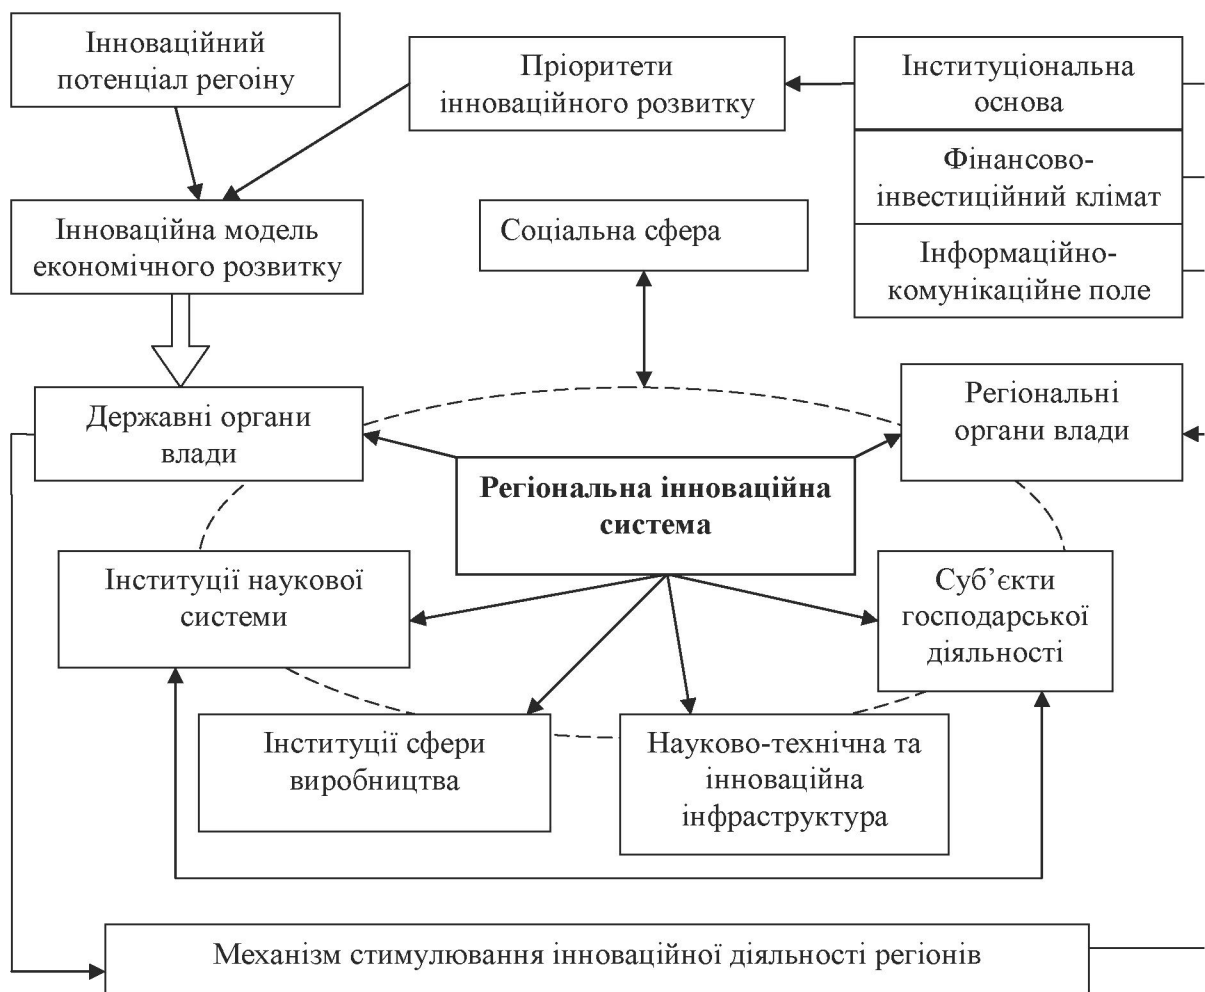 Інноваційний
потенціал регоіну
Пріоритети
інноваційного розвитку
Інституціональна
основа
Фінансово-
інвестиційний клімат
Інноваційна модель
економічного розвитку
Соціальна сфера
Інформаційно-
комунікаційне поле
Державні органи
влади
Регіональні
органи влади
Регіональна інноваційна
система
Інституції наукової
системи
Суб’єкти
господарської
діяльності
Інституції сфери
виробництва
Науково-технічна та
інноваційна
інфраструктура
Механізм стимулювання інноваційної діяльності регіонів